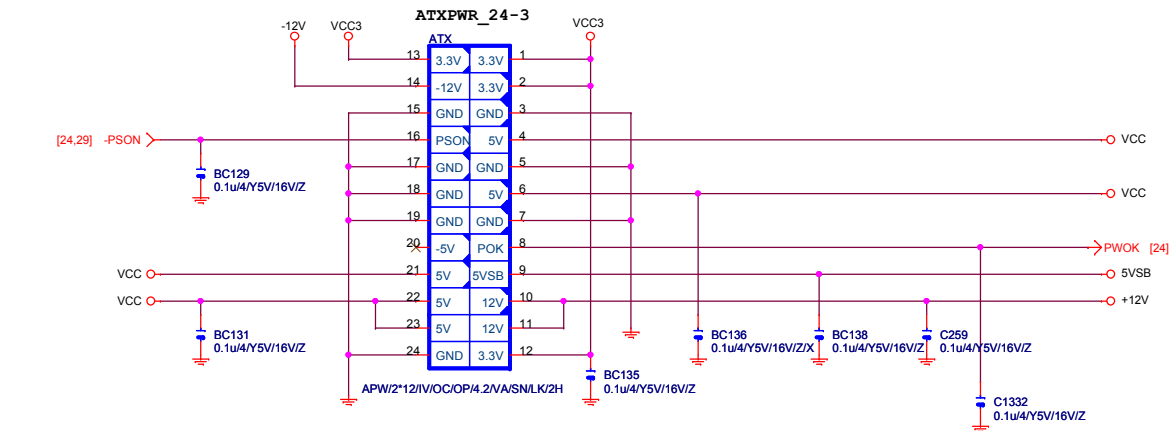 ATXPWR_24-3
-12V VCC3 VCC3
ATX
13 3.3V 3.3V 1
14 -12V 3.3V 2
15 GND GND 3
[24,29] -PSON 16 PSON 5V 4 VCC
17 GND GND 5
BC129
0.1u/4/Y5V/16V/Z
18 GND 5V 6 VCC
19 GND GND 7
20 -5V POK 8 PWOK [24]
VCC 21 5V 5VSB 9 5VSB
VCC 22 5V 12V 10 +12V
23 5V 12V 11
BC131
0.1u/4/Y5V/16V/Z
BC136
0.1u/4/Y5V/16V/Z/X
BC138
0.1u/4/Y5V/16V/Z
C259
0.1u/4/Y5V/16V/Z
24 GND 3.3V 12
BC135
0.1u/4/Y5V/16V/Z
APW/2*12/IV/OC/OP/4.2/VA/SN/LK/2H
C1332
0.1u/4/Y5V/16V/Z